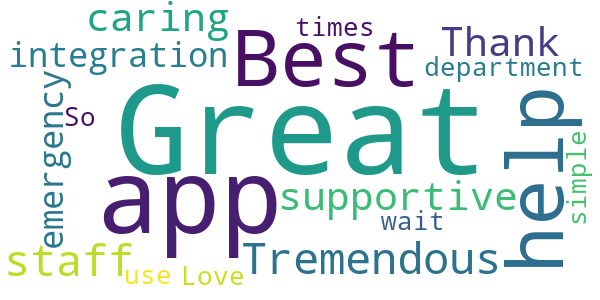 caring
times
Thank
integration
Best
department
Great
emergency
So
help
simple
app
supportive
wait
staff
Tremendous
use
Love